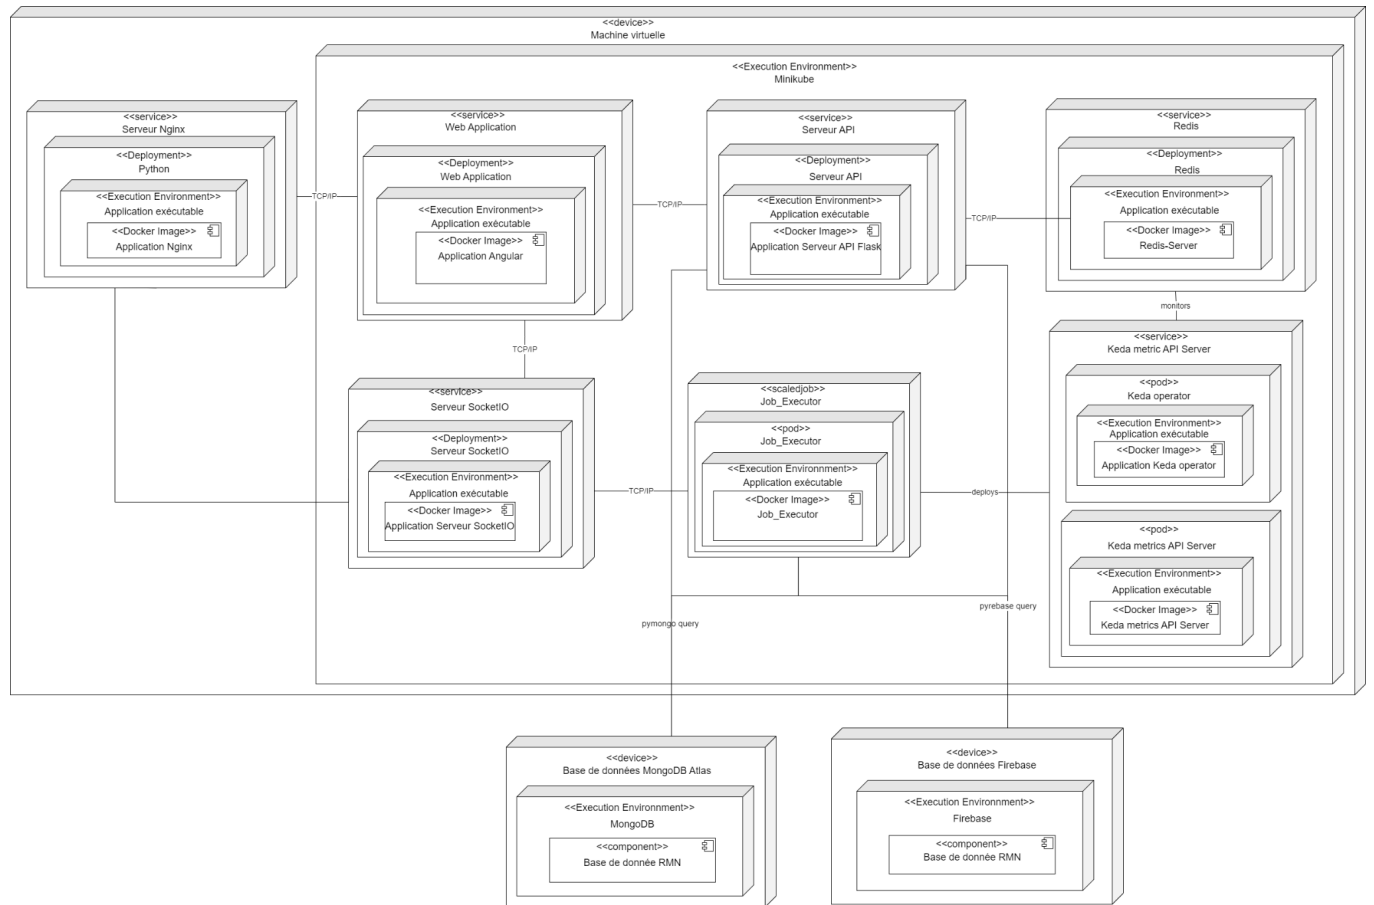 <<device>>
Machine virtuelle
<<Execution Environment>>
Minikube
<<service>>
Serveur Nginx
<<Deployment>>
Python
<<Execution Environment>>
Application exécutable
<<Docker Image>>
Application Nginx
TCP/IP
<<service>>
Web Application
<<Deployment>>
Web Application
<<Execution Environment>>
Application exécutable
<<Docker Image>>
Application Angular
TCP/IP
<<service>>
Serveur API
<<Deployment>>
Serveur API
<<Execution Environment>>
Application exécutable
<<Docker Image>>
Application Serveur API Flask
TCP/IP
<<service>>
Redis
<<Deployment>>
Redis
<<Execution Environment>>
Application exécutable
<<Docker Image>>
Redis-Server
monitors
TCP/IP
<<service>>
Serveur SocketIO
<<Deployment>>
Serveur SocketIO
<<Execution Environment>>
Application exécutable
<<Docker Image>>
Application Serveur SocketIO
TCP/IP
<<scaledjob>>
Job_Executor
<<pod>>
Job_Executor
<<Execution Environnment>>
Application exécutable
<<Docker Image>>
Job_Executor
deploys
<<service>>
Keda metric API Server
<<pod>>
Keda operator
<<Execution Environment>>
Application exécutable
<<Docker Image>>
Application Keda operator
<<pod>>
Keda metrics API Server
<<Execution Environment>>
Application exécutable
<<Docker Image>>
Keda metrics API Server
pymongo query
pyrebase query
<<device>>
Base de données MongoDB Atlas
<<Execution Environnment>>
MongoDB
<<component>>
Base de donnée RMN
<<device>>
Base de données Firebase
<<Execution Environnment>>
Firebase
<<component>>
Base de donnée RMN